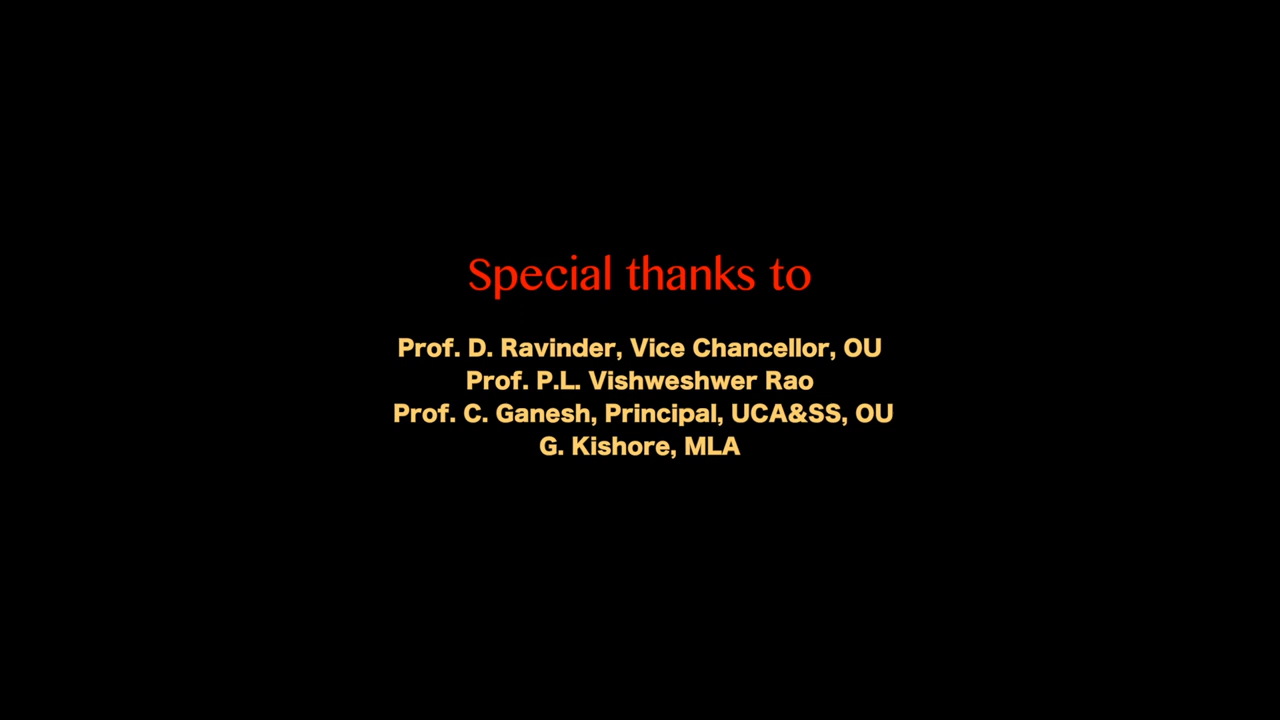 Special thanks to
Prof. D. Ravinder, Vice Chancellor, OU
Prof. P.L. Vishweshwer Rao
Prof. C. Ganesh, Principal, UCA&SS, OU
G. Kishore, MLA